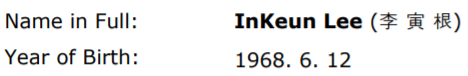 Name in Full: InKeun Lee (李 寅 根)
Year of Birth: 1968. 6. 12